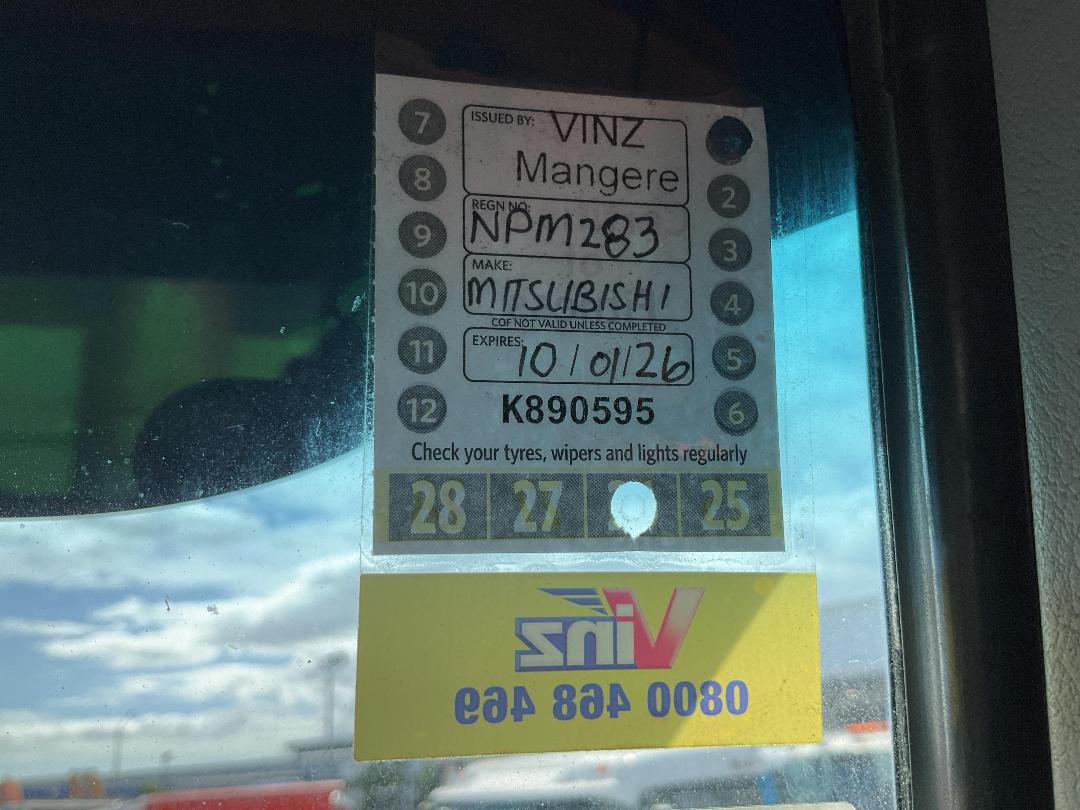 7
ISSUED BY: VINZ
Mangere
8
2
REGN NO:
NPM283
9
3
MAKE:
MITSUBISHI
10
4
COF NOT VALID UNLESS COMPLETED
11
EXPIRES: 10/01/26
5
12
K890595
6
Check your tyres, wipers and lights regularly
28 27 25
Vinz
0800 468 469